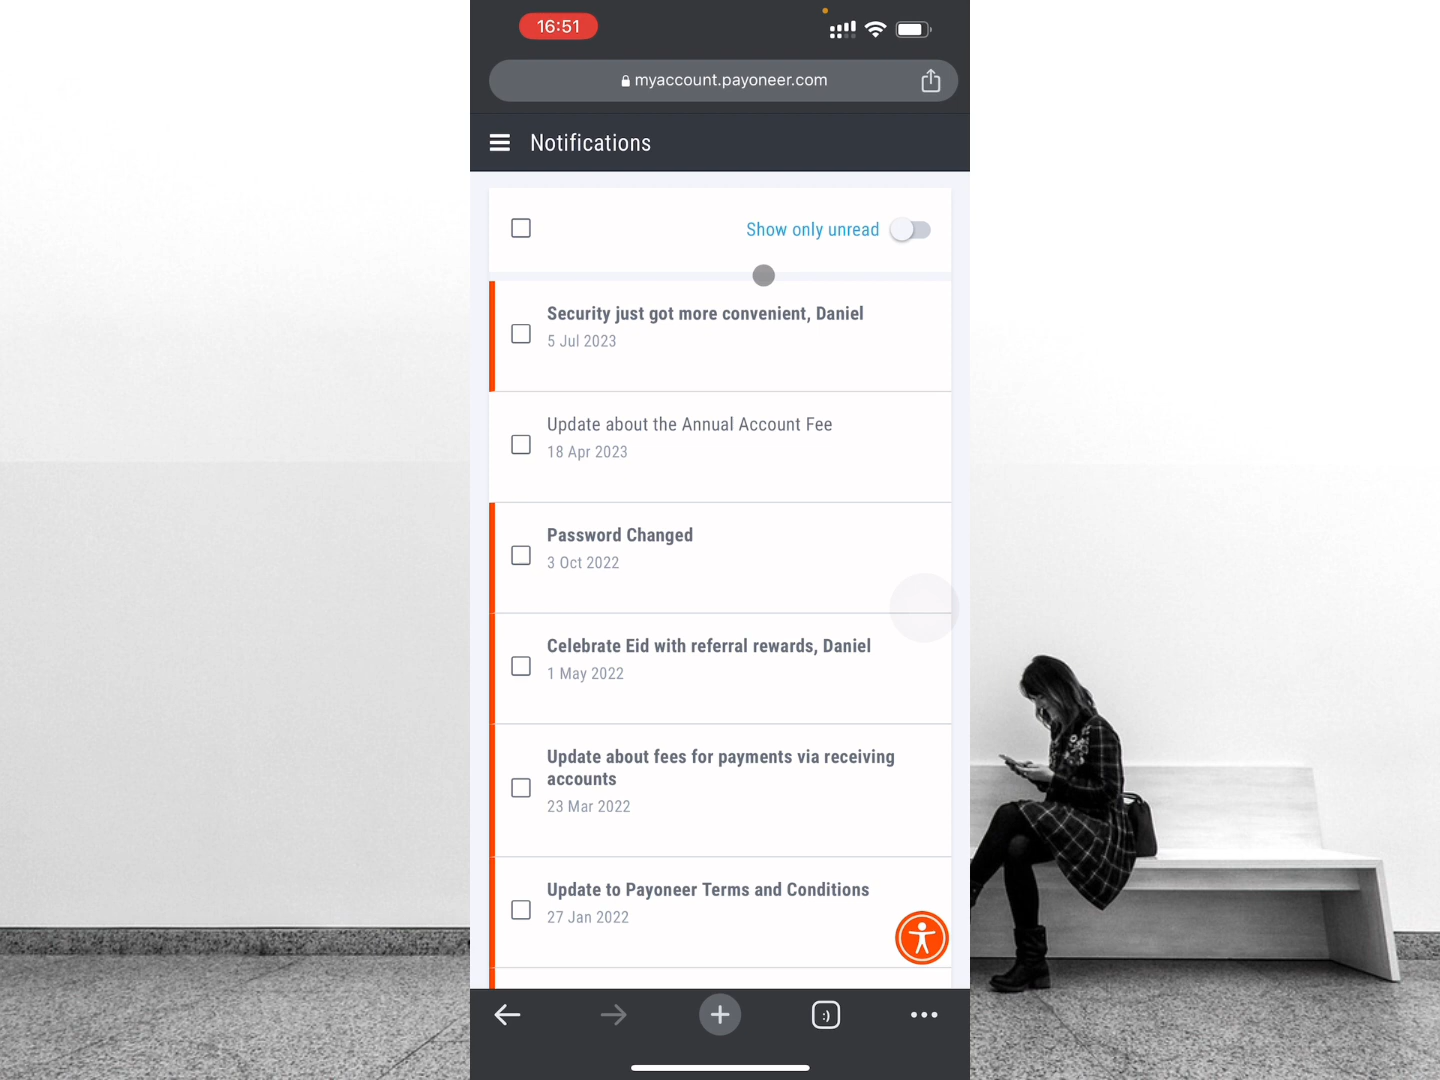 16:51
myaccount.payoneer.com
Notifications
Show only unread
Security just got more convenient, Daniel
5 Jul 2023
Update about the Annual Account Fee
18 Apr 2023
Password Changed
3 Oct 2022
Celebrate Eid with referral rewards, Daniel
1 May 2022
Update about fees for payments via receiving
accounts
23 Mar 2022
Update to Payoneer Terms and Conditions
27 Jan 2022
:)